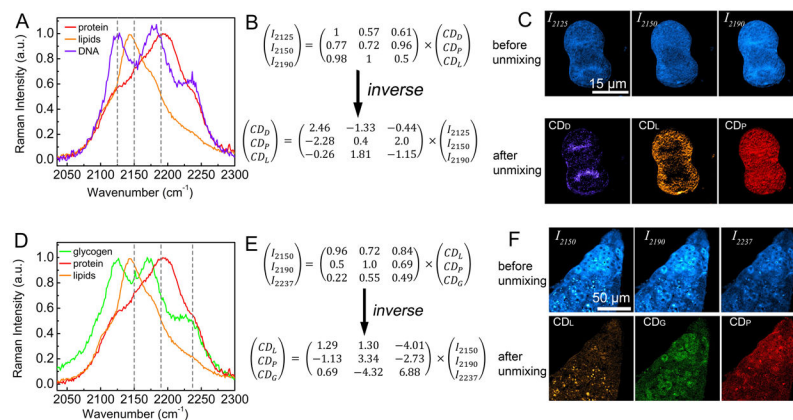 A
Raman Intensity (a.u.)
1.0
0.8
0.6
0.4
0.2
0.0
protein
lipids
DNA
2050 2100 2150 2200 2250 2300
Wavenumber (cm⁻¹)
B
I2125 1 0.57 0.61 CDD
( I2150 ) = ( 0.77 0.72 0.96 ) × ( CDP )
I2190 0.98 1 0.5 CDL
inverse
CDD 2.46 −1.33 −0.44 I2125
( CDP ) = ( −2.28 0.4 2.0 ) × ( I2150 )
CDL −0.26 1.81 −1.15 I2190
C
before
unmixing
I2125 I2150 I2190
15 μm
after
unmixing
CDD CDL CDP
D
Raman Intensity (a.u.)
1.0
0.8
0.6
0.4
0.2
0.0
glycogen
protein
lipids
2050 2100 2150 2200 2250 2300
Wavenumber (cm⁻¹)
E
I2150 0.96 0.72 0.84 CDL
( I2190 ) = ( 0.5 1.0 0.69 ) × ( CDP )
I2237 0.22 0.55 0.49 CDG
inverse
CDL 1.29 1.30 −4.01 I2150
( CDP ) = ( −1.13 3.34 −2.73 ) × ( I2190 )
CDG 0.69 −4.32 6.88 I2237
F
before
unmixing
I2150 I2190 I2237
50 μm
after
unmixing
CDL CDG CDP